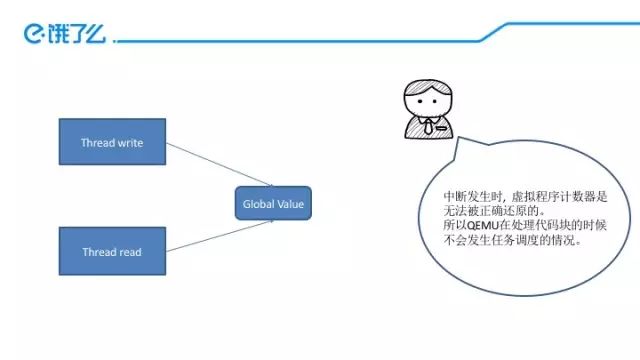 饿了么
Thread write
Global Value
Thread read
中断发生时, 虚拟程序计数器是
无法被正确还原的。
所以QEMU在处理代码块的时候
不会发生任务调度的情况。